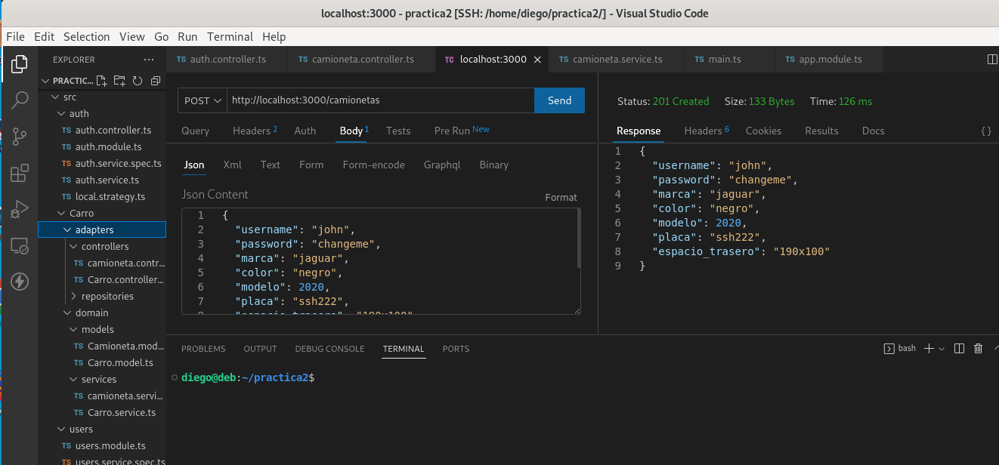 localhost:3000 - practica2 [SSH: /home/diego/practica2/] - Visual Studio Code
File Edit Selection View Go Run Terminal Help
EXPLORER ...
PRACTIC...
src
auth
TS auth.controller.ts
TS auth.module.ts
TS auth.service.spec.ts
TS auth.service.ts
TS local.strategy.ts
Carro
adapters
controllers
TS camioneta.contr...
TS Carro.controller...
repositories
domain
models
TS Camioneta.mod...
TS Carro.model.ts
services
TS camioneta.servi...
TS Carro.service.ts
users
TS users.module.ts
TS users.service.spec.ts
TS auth.controller.ts TS camioneta.controller.ts TC localhost:3000 TS camioneta.service.ts TS main.ts TS app.module.ts
POST http://localhost:3000/camionetas Send
Query Headers 2 Auth Body 1 Tests Pre Run New
Json Xml Text Form Form-encode Graphql Binary
Json Content
Format
1 {
2 "username": "john",
3 "password": "changeme",
4 "marca": "jaguar",
5 "color": "negro",
6 "modelo": 2020,
7 "placa": "ssh222",
8 "espacio_trasero": "190x100"
Status: 201 Created Size: 133 Bytes Time: 126 ms
Response Headers 6 Cookies Results Docs { }
1 {
2 "username": "john",
3 "password": "changeme",
4 "marca": "jaguar",
5 "color": "negro",
6 "modelo": 2020,
7 "placa": "ssh222",
8 "espacio_trasero": "190x100"
9 }
PROBLEMS OUTPUT DEBUG CONSOLE TERMINAL PORTS
bash
diego@deb:~/practica2$